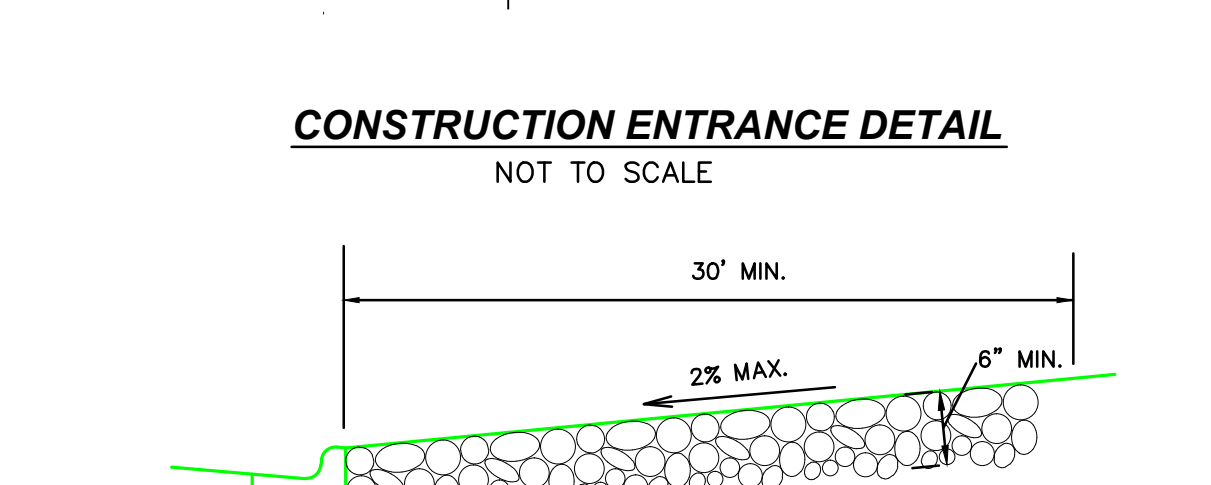 CONSTRUCTION ENTRANCE DETAIL
NOT TO SCALE
30' MIN.
2% MAX.
6" MIN.